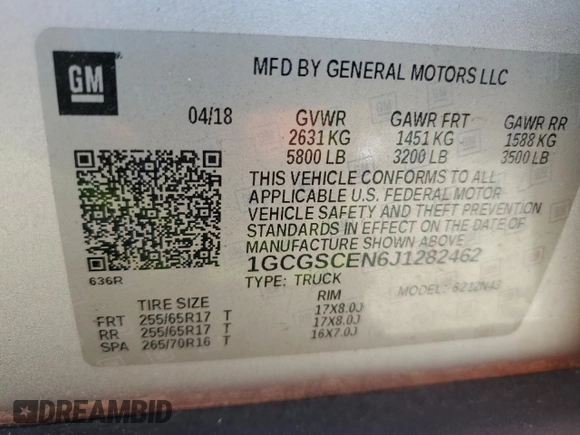 GM
MFD BY GENERAL MOTORS LLC
04/18 GVWR GAWR FRT GAWR RR
2631 KG 1451 KG 1588 KG
5800 LB 3200 LB 3500 LB
THIS VEHICLE CONFORMS TO ALL
APPLICABLE U.S. FEDERAL MOTOR
VEHICLE SAFETY AND THEFT PREVENTION
STANDARDS IN EFFECT ON THE DATE OF
MANUFACTURE SHOWN ABOVE.
1GCGSCEN6J1282462
636R
TYPE: TRUCK MODEL:
TIRE SIZE RIM
FRT 255/65R17 T 17X8.0J
RR 255/65R17 T 17X8.0J
SPA 265/70R16 T 16X7.0J
DREAMBID